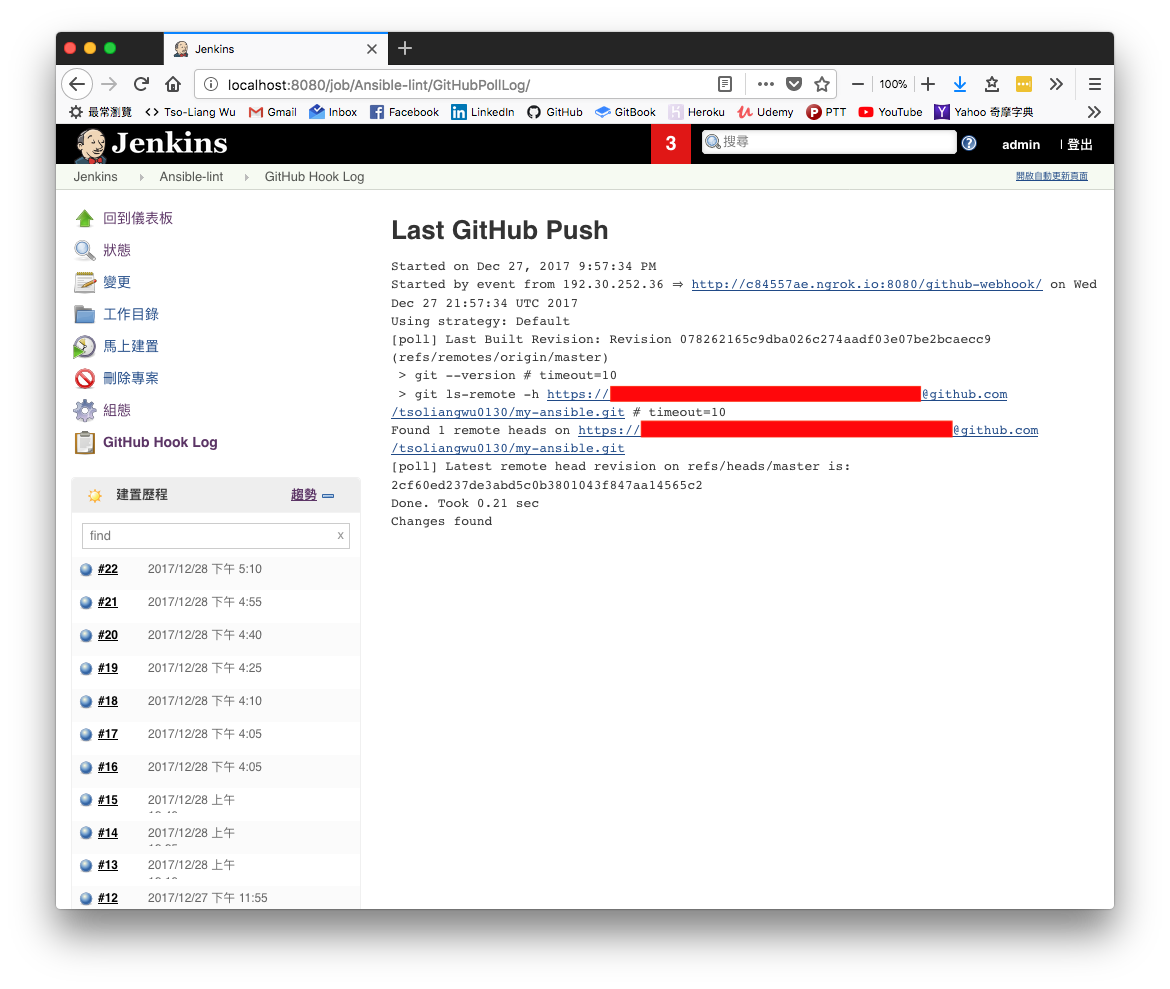 Jenkins
localhost:8080/job/Ansible-lint/GitHubPollLog/
100%
最常瀏覽 Tso-Liang Wu Gmail Inbox Facebook LinkedIn GitHub GitBook Heroku Udemy PTT YouTube Yahoo 奇摩字典
Jenkins 3 搜尋 admin | 登出
Jenkins Ansible-lint GitHub Hook Log 開啟自動更新頁面
回到儀表板
狀態
變更
工作目錄
馬上建置
刪除專案
組態
GitHub Hook Log
建置歷程 趨勢
find x
#22 2017/12/28 下午 5:10
#21 2017/12/28 下午 4:55
#20 2017/12/28 下午 4:40
#19 2017/12/28 下午 4:25
#18 2017/12/28 下午 4:10
#17 2017/12/28 下午 4:05
#16 2017/12/28 下午 4:05
#15 2017/12/28 上午
#14 2017/12/28 上午
#13 2017/12/28 上午
#12 2017/12/27 下午 11:55
Last GitHub Push
Started on Dec 27, 2017 9:57:34 PM
Started by event from 192.30.252.36 ⇒ http://c84557ae.ngrok.io:8080/github-webhook/ on Wed
Dec 27 21:57:34 UTC 2017
Using strategy: Default
[poll] Last Built Revision: Revision 078262165c9dba026c274aadf03e07be2bcaecc9
(refs/remotes/origin/master)
> git --version # timeout=10
> git ls-remote -h https:// @github.com
/tsoliangwu0130/my-ansible.git # timeout=10
Found 1 remote heads on https:// @github.com
/tsoliangwu0130/my-ansible.git
[poll] Latest remote head revision on refs/heads/master is:
2cf60ed237de3abd5c0b3801043f847aa14565c2
Done. Took 0.21 sec
Changes found